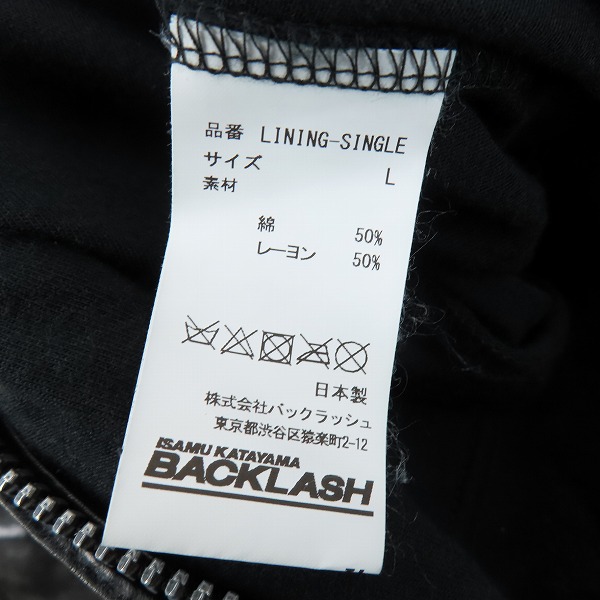 品番 LINING-SINGLE
サイズ L
素材
綿 50%
レーヨン 50%
日本製
株式会社バックラッシュ
東京都渋谷区猿楽町2-12
ISAMU KATAYAMA
BACKLASH